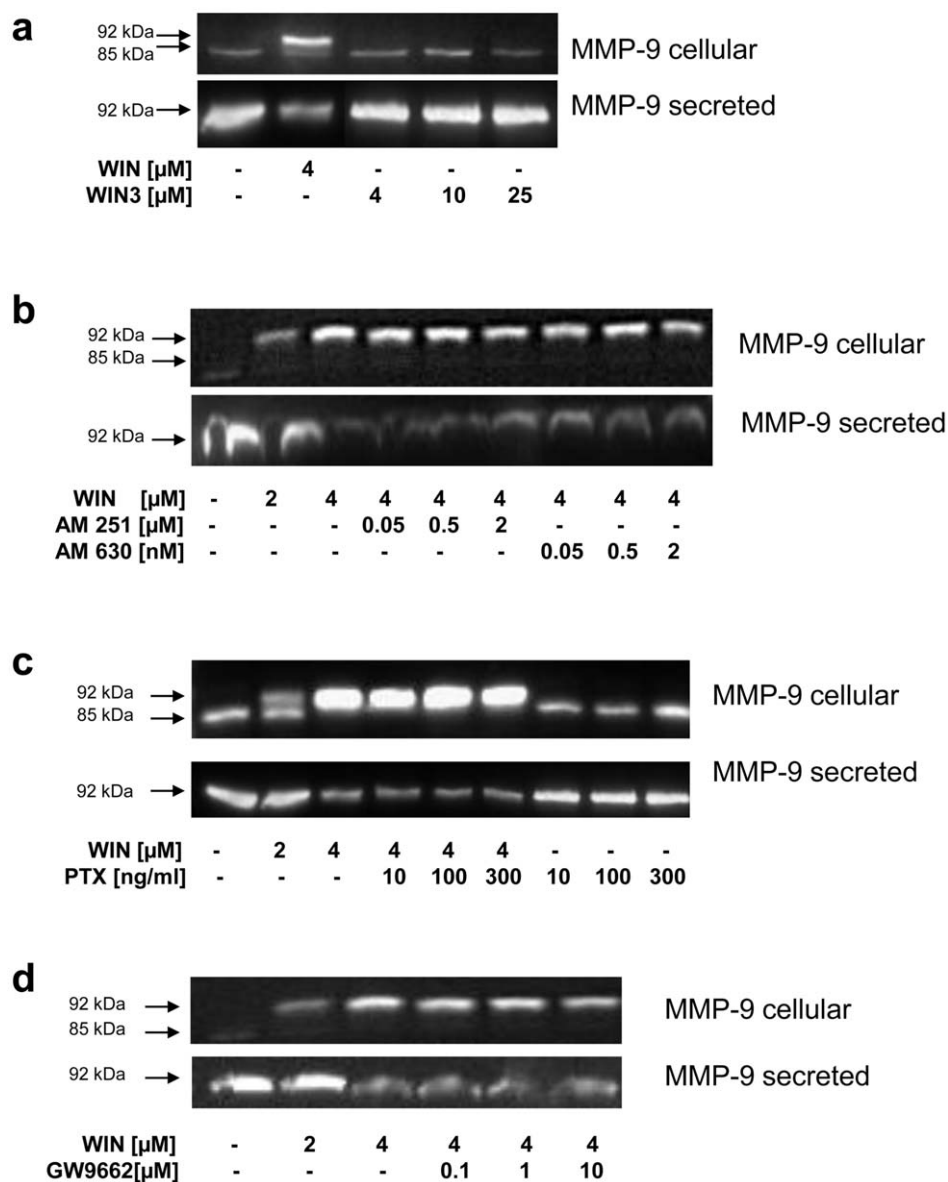 a
92 kDa
85 kDa
MMP-9 cellular
92 kDa
MMP-9 secreted
WIN [µM] - 4 - - -
WIN3 [µM] - - 4 10 25
b
92 kDa
85 kDa
MMP-9 cellular
92 kDa
MMP-9 secreted
WIN [µM] - 2 4 4 4 4 4 4 4
AM 251 [µM] - - - 0.05 0.5 2 - - -
AM 630 [nM] - - - - - - 0.05 0.5 2
c
92 kDa
85 kDa
MMP-9 cellular
92 kDa
MMP-9 secreted
WIN [µM] - 2 4 4 4 4 - - -
PTX [ng/ml] - - - 10 100 300 10 100 300
d
92 kDa
85 kDa
MMP-9 cellular
92 kDa
MMP-9 secreted
WIN [µM] - 2 4 4 4 4
GW9662[µM] - - - 0.1 1 10